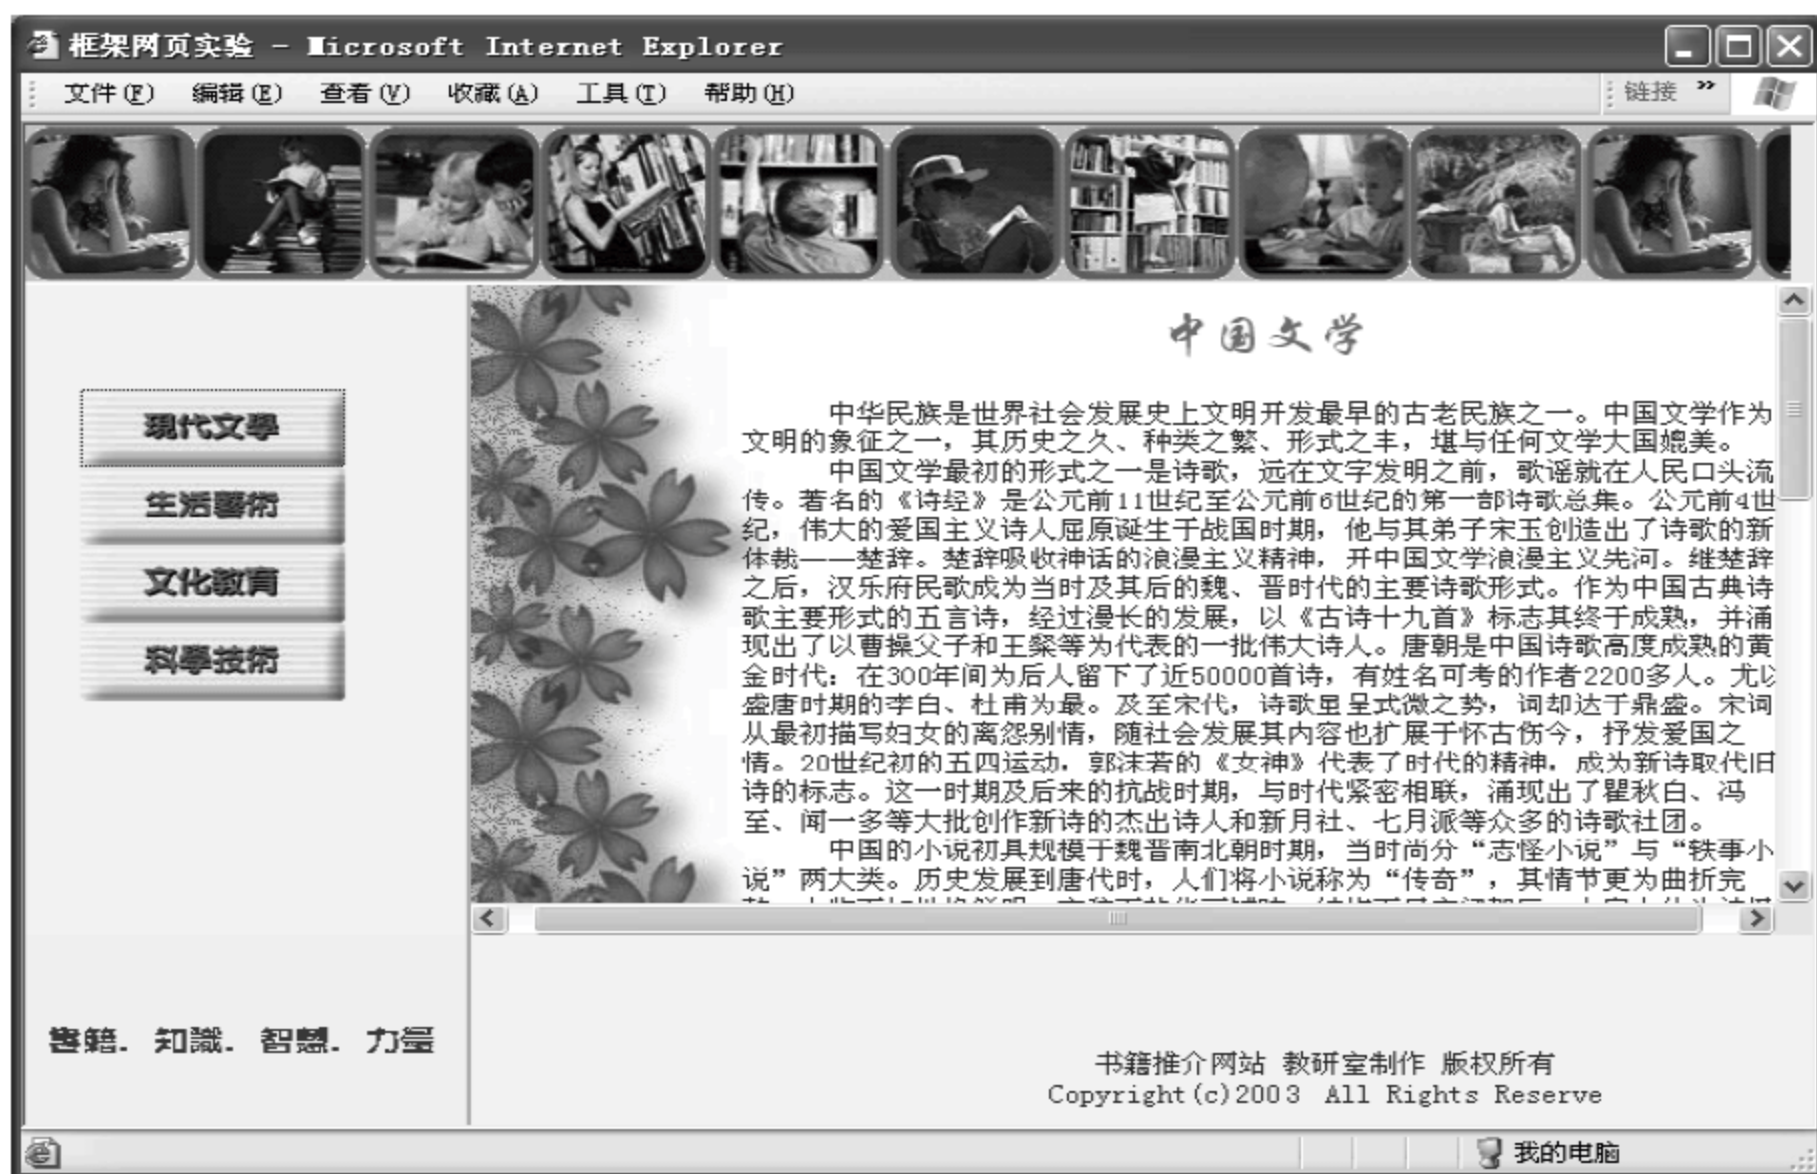 框架网页实验 - Microsoft Internet Explorer
文件(F) 编辑(E) 查看(V) 收藏(A) 工具(T) 帮助(H) 链接 »
現代文學
生活藝術
文化教育
科學技術
書籍. 知識. 智慧. 力量
中国文学
中华民族是世界社会发展史上文明开发最早的古老民族之一。中国文学作为
文明的象征之一，其历史之久、种类之繁、形式之丰，堪与任何文学大国媲美。
中国文学最初的形式之一是诗歌，远在文字发明之前，歌谣就在人民口头流
传。著名的《诗经》是公元前11世纪至公元前6世纪的第一部诗歌总集。公元前4世
纪，伟大的爱国主义诗人屈原诞生于战国时期，他与其弟子宋玉创造出了诗歌的新
体裁——楚辞。楚辞吸收神话的浪漫主义精神，开中国文学浪漫主义先河。继楚辞
之后，汉乐府民歌成为当时及其后的魏、晋时代的主要诗歌形式。作为中国古典诗
歌主要形式的五言诗，经过漫长的发展，以《古诗十九首》标志其终于成熟，并涌
现出了以曹操父子和王粲等为代表的一批伟大诗人。唐朝是中国诗歌高度成熟的黄
金时代：在300年间为后人留下了近50000首诗，有姓名可考的作者2200多人。尤以
盛唐时期的李白、杜甫为最。及至宋代，诗歌显呈式微之势，词却达于鼎盛。宋词
从最初描写妇女的离怨别情，随社会发展其内容也扩展于怀古伤今，抒发爱国之
情。20世纪初的五四运动，郭沫若的《女神》代表了时代的精神，成为新诗取代旧
诗的标志。这一时期及后来的抗战时期，与时代紧密相联，涌现出了瞿秋白、冯
至、闻一多等大批创作新诗的杰出诗人和新月社、七月派等众多的诗歌社团。
中国的小说初具规模于魏晋南北朝时期，当时尚分“志怪小说”与“轶事小
说”两大类。历史发展到唐代时，人们将小说称为“传奇”，其情节更为曲折完
书籍推介网站 教研室制作 版权所有
Copyright(c)2003 All Rights Reserve
我的电脑